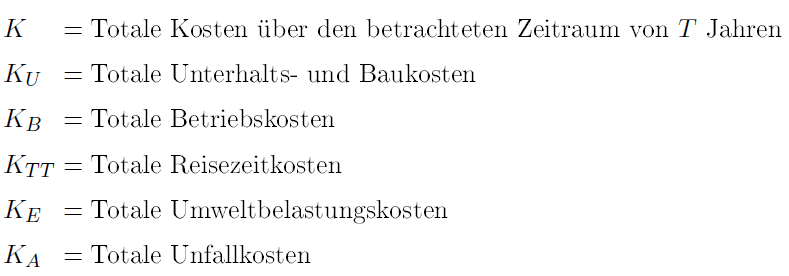 K = Totale Kosten über den betrachteten Zeitraum von T Jahren
K_U = Totale Unterhalts- und Baukosten
K_B = Totale Betriebskosten
K_TT = Totale Reisezeitkosten
K_E = Totale Umweltbelastungskosten
K_A = Totale Unfallkosten